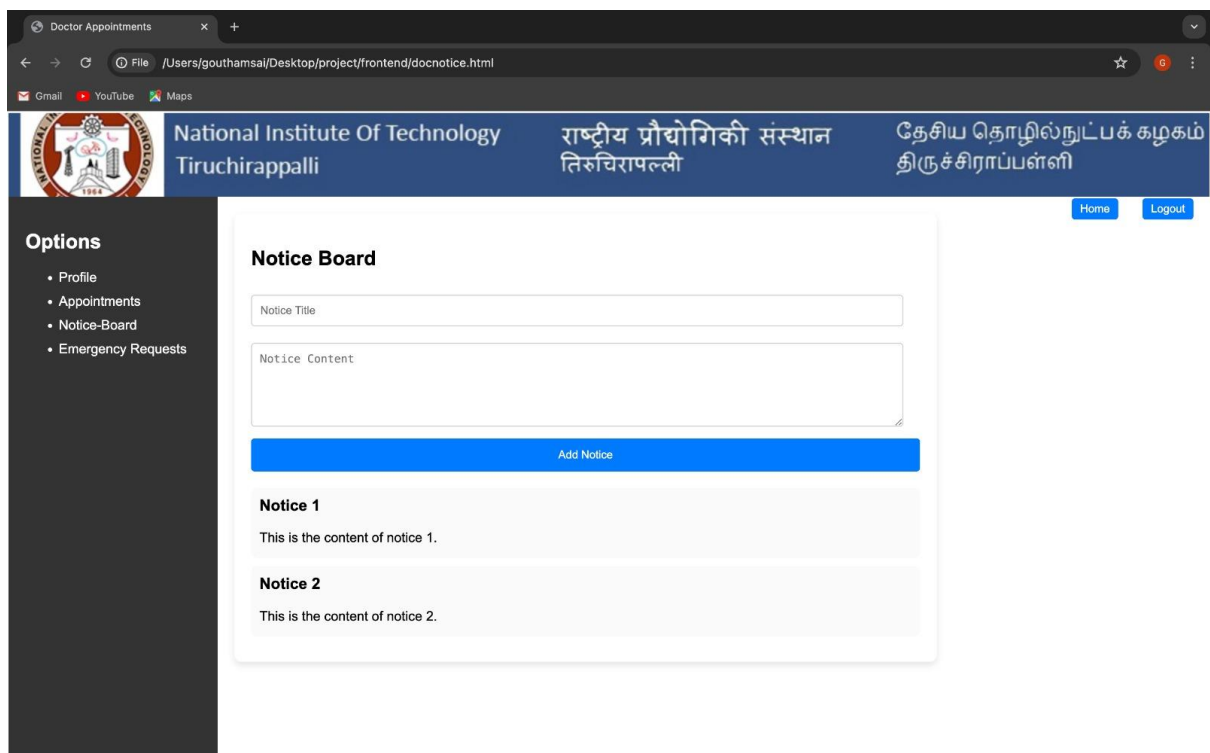 Doctor Appointments
File /Users/gouthamsai/Desktop/project/frontend/docnotice.html
G
Gmail YouTube Maps
National Institute Of Technology
Tiruchirappalli
राष्ट्रीय प्रौद्योगिकी संस्थान
तिरुचिरापल्ली
தேசிய தொழில்நுட்பக் கழகம்
திருச்சிராப்பள்ளி
NATIONAL TECHNOLOGY
1964
Home Logout
Options
• Profile
• Appointments
• Notice-Board
• Emergency Requests
Notice Board
Notice Title
Notice Content
Add Notice
Notice 1
This is the content of notice 1.
Notice 2
This is the content of notice 2.